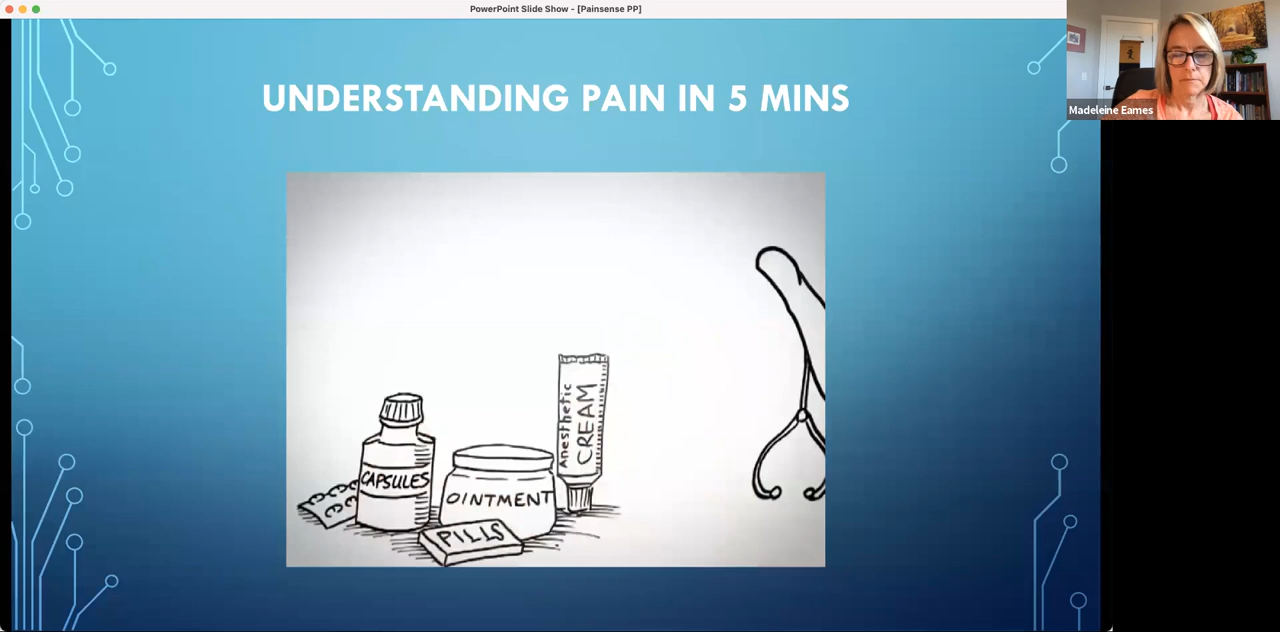 PowerPoint Slide Show - [Painsense PP]
Madeleine Eames
UNDERSTANDING PAIN IN 5 MINS
Anesthetic
CREAM
CAPSULES
OINTMENT
PILLS